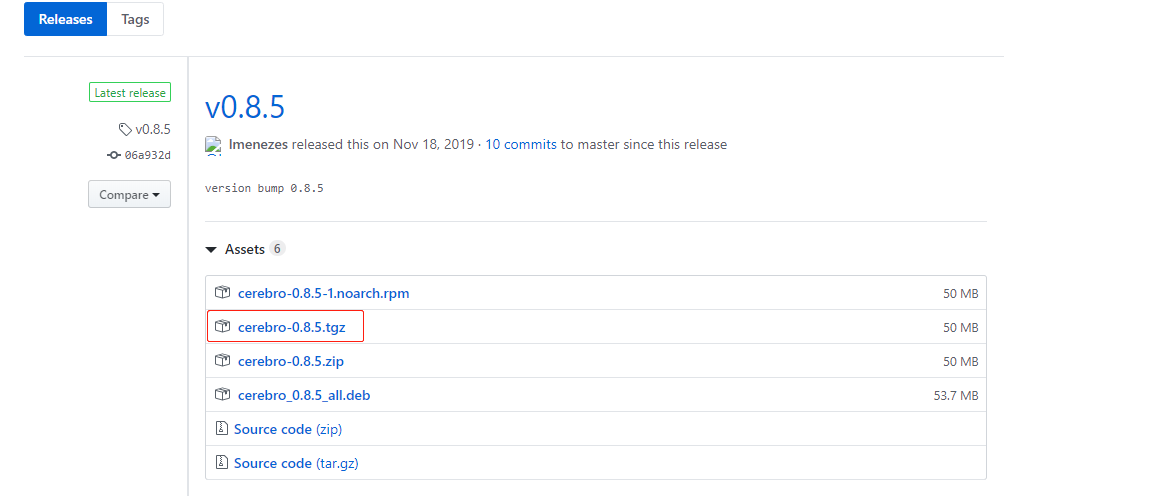 Releases Tags
Latest release
v0.8.5
06a932d
Compare
v0.8.5
lmenezes released this on Nov 18, 2019 · 10 commits to master since this release
version bump 0.8.5
Assets 6
cerebro-0.8.5-1.noarch.rpm 50 MB
cerebro-0.8.5.tgz 50 MB
cerebro-0.8.5.zip 50 MB
cerebro_0.8.5_all.deb 53.7 MB
Source code (zip)
Source code (tar.gz)